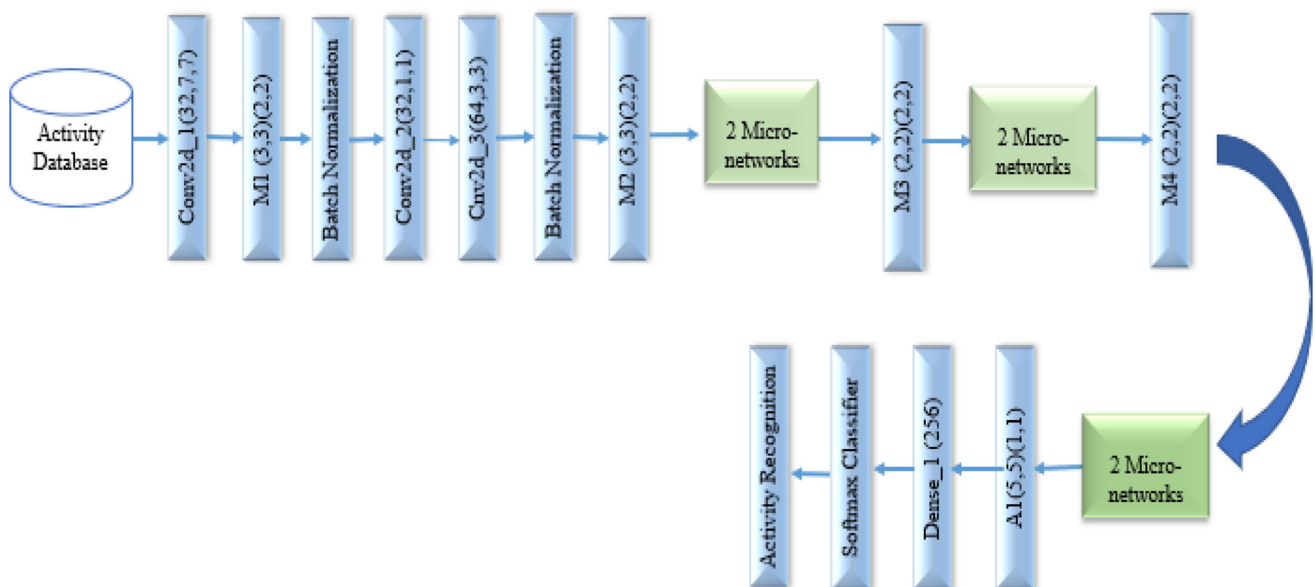 Activity
Database
Conv2d_1(32,7,7)
M1 (3,3)(2,2)
Batch Normalization
Conv2d_2(32,1,1)
Cnv2d_3(64,3,3)
Batch Normalization
M2 (3,3)(2,2)
2 Micro-
networks
M3 (2,2)(2,2)
2 Micro-
networks
M4 (2,2)(2,2)
2 Micro-
networks
A1(5,5)(1,1)
Dense_1 (256)
Softmax Classifier
Activity Recognition